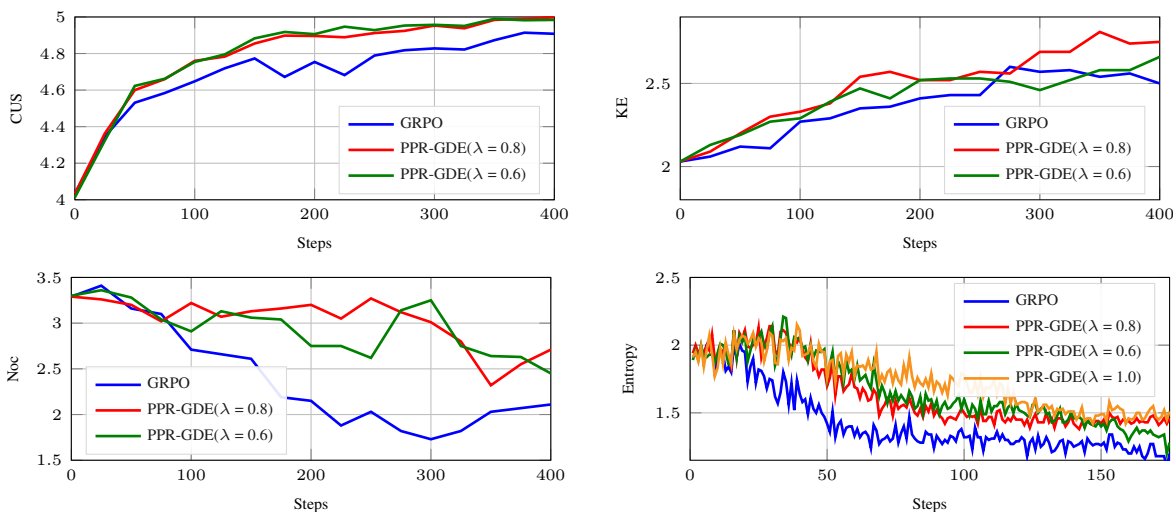 5
4.8
4.6
4.4
4.2
4
CUS
GRPO
PPR-GDE(λ = 0.8)
PPR-GDE(λ = 0.6)
0 100 200 300 400
Steps
2.5
2
KE
GRPO
PPR-GDE(λ = 0.8)
PPR-GDE(λ = 0.6)
0 100 200 300 400
Steps
3.5
3
2.5
2
1.5
Noc
GRPO
PPR-GDE(λ = 0.8)
PPR-GDE(λ = 0.6)
0 100 200 300 400
Steps
2.5
2
1.5
Entropy
GRPO
PPR-GDE(λ = 0.8)
PPR-GDE(λ = 0.6)
PPR-GDE(λ = 1.0)
0 50 100 150
Steps